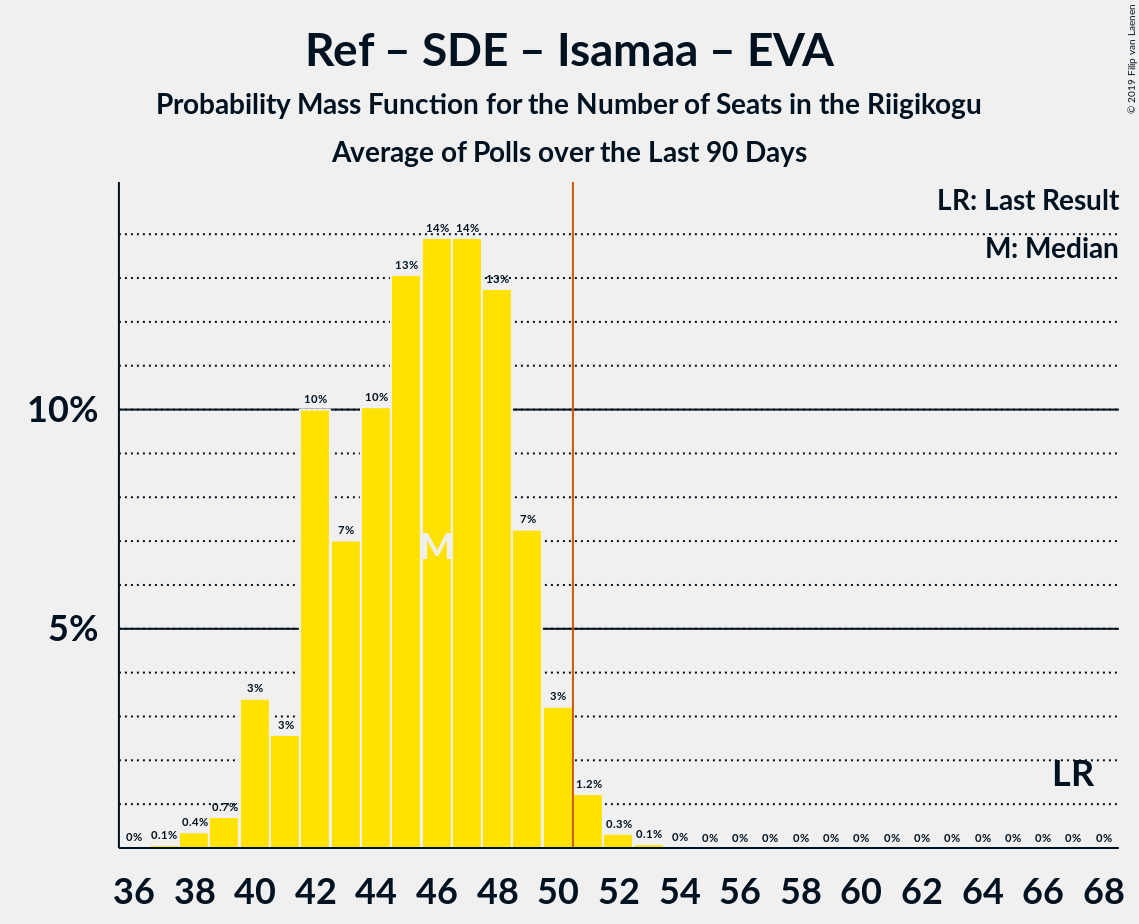 Ref – SDE – Isamaa – EVA
Probability Mass Function for the Number of Seats in the Riigikogu
Average of Polls over the Last 90 Days
© 2019 Filip van Laenen
LR: Last Result
M: Median
10%
5%
0% 0.1% 0.4% 0.7% 3% 3% 10% 7% 10% 13% 14% 14% 13% 7% 3% 1.2% 0.3% 0.1% 0% 0% 0% 0% 0% 0% 0% 0% 0% 0% 0% 0% 0% 0% 0%
M
LR
36 38 40 42 44 46 48 50 52 54 56 58 60 62 64 66 68